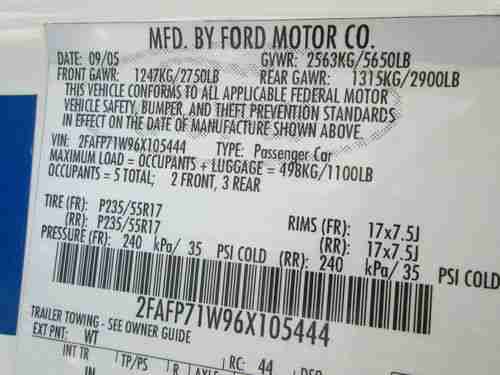 MFD. BY FORD MOTOR CO.
DATE: 09/05 GVWR: 2563KG/5650LB
FRONT GAWR: 1247KG/2750LB REAR GAWR: 1315KG/2900LB
THIS VEHICLE CONFORMS TO ALL APPLICABLE FEDERAL MOTOR
VEHICLE SAFETY, BUMPER, AND THEFT PREVENTION STANDARDS
IN EFFECT ON THE DATE OF MANUFACTURE SHOWN ABOVE.
VIN: 2FAFP71W96X105444 TYPE: Passenger Car
MAXIMUM LOAD = OCCUPANTS + LUGGAGE = 498KG/1100LB
OCCUPANTS = 5 TOTAL; 2 FRONT, 3 REAR
TIRE (FR): P235/55R17 RIMS (FR): 17x7.5J
(RR): P235/55R17 (RR): 17x7.5J
PRESSURE (FR): 240 kPa/ 35 PSI COLD (RR): 240 kPa/ 35 PSI COLD
2FAFP71W96X105444
TRAILER TOWING - SEE OWNER GUIDE
EXT PNT: WT RC: 44
INT TR TP/PS R